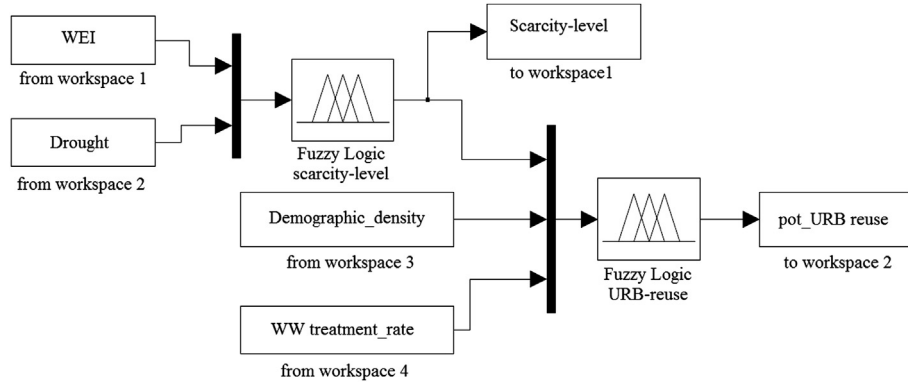 WEI
from workspace 1
Drought
from workspace 2
Fuzzy Logic
scarcity-level
Scarcity-level
to workspace1
Demographic_density
from workspace 3
WW treatment_rate
from workspace 4
Fuzzy Logic
URB-reuse
pot_URB reuse
to workspace 2